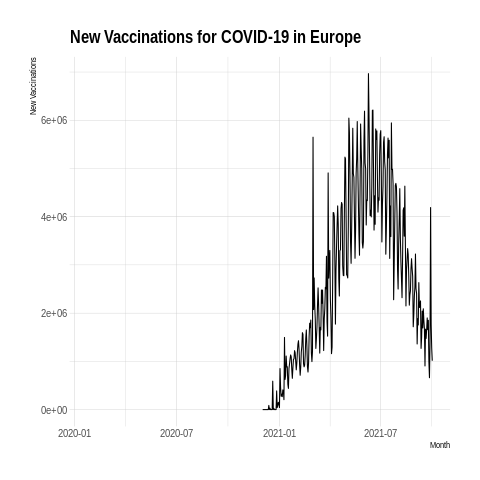 New Vaccinations for COVID-19 in Europe
New Vaccinations
6e+06
4e+06
2e+06
0e+00
2020-01 2020-07 2021-01 2021-07
Month